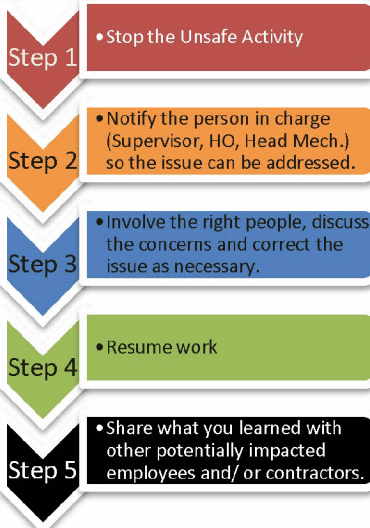 Step 1
•Stop the Unsafe Activity
Step 2
•Notify the person in charge
(Supervisor, HO, Head Mech.)
so the issue can be addressed.
Step 3
•Involve the right people, discuss
the concerns and correct the
issue as necessary.
Step 4
•Resume work
Step 5
•Share what you learned with
other potentially impacted
employees and/ or contractors.